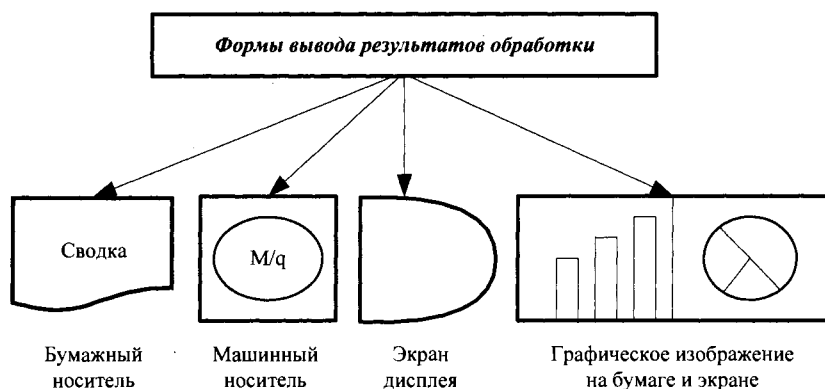 Формы вывода результатов обработки
Сводка
M/q
Бумажный
носитель
Машинный
носитель
Экран
дисплея
Графическое изображение
на бумаге и экране